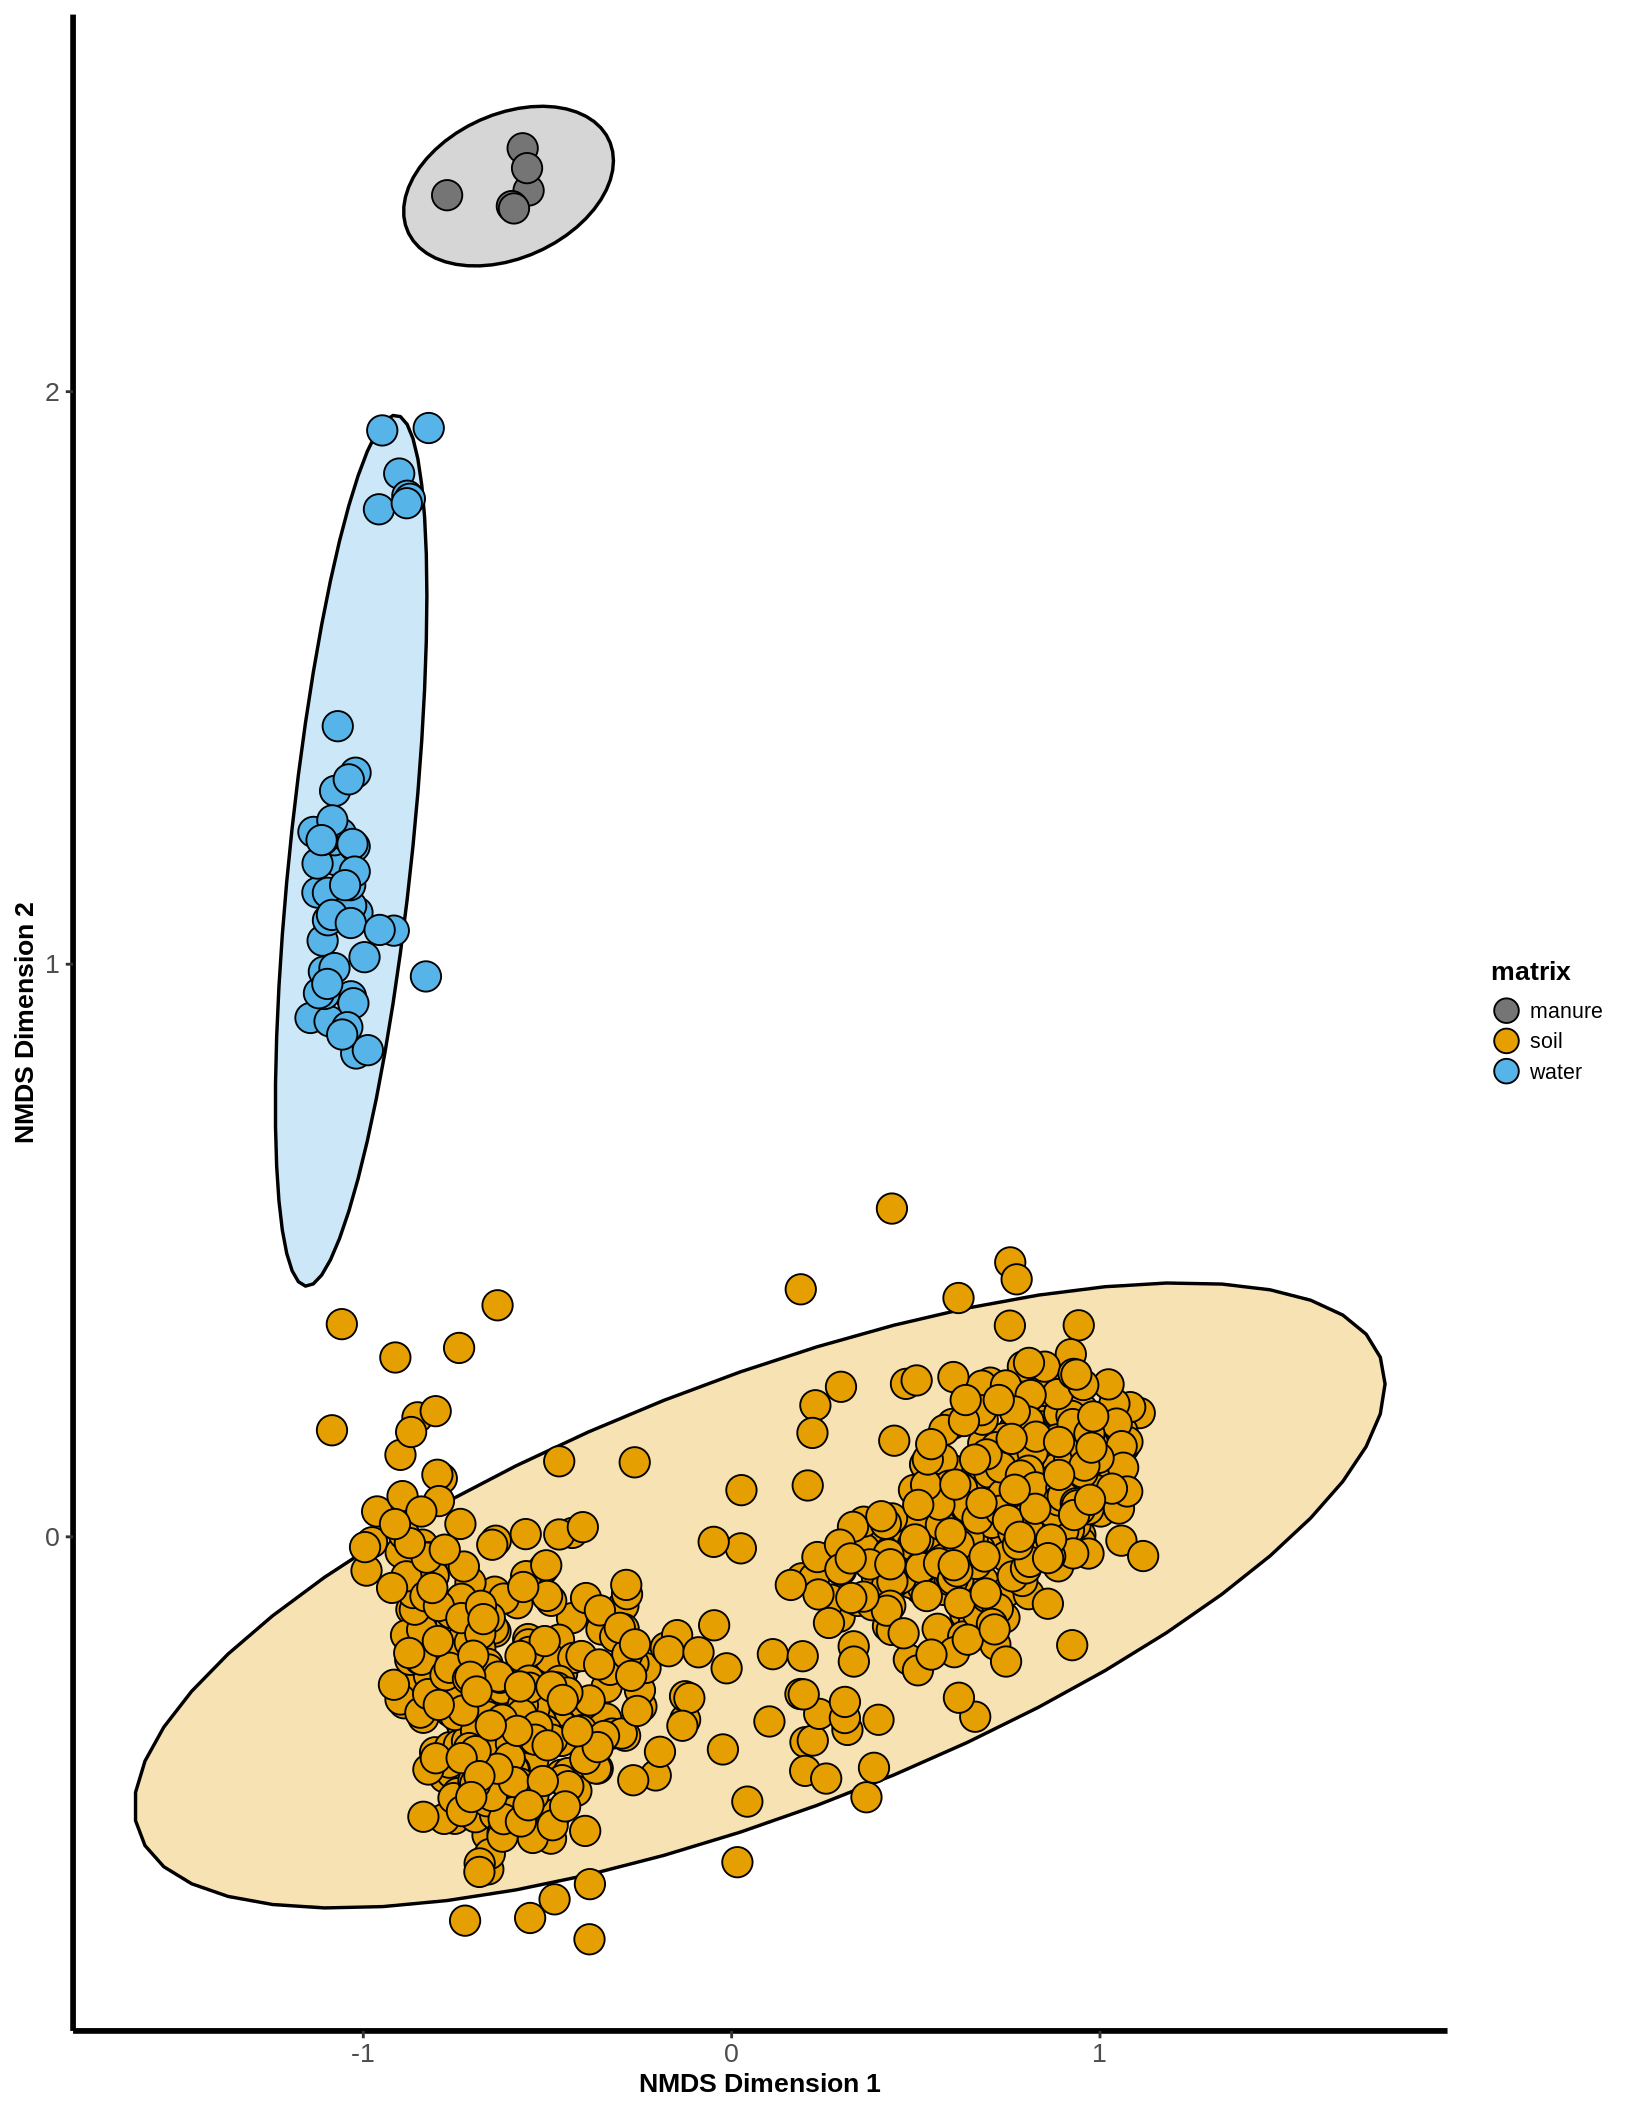 2
1
0
NMDS Dimension 2
-1
0
1
NMDS Dimension 1
matrix
manure
soil
water